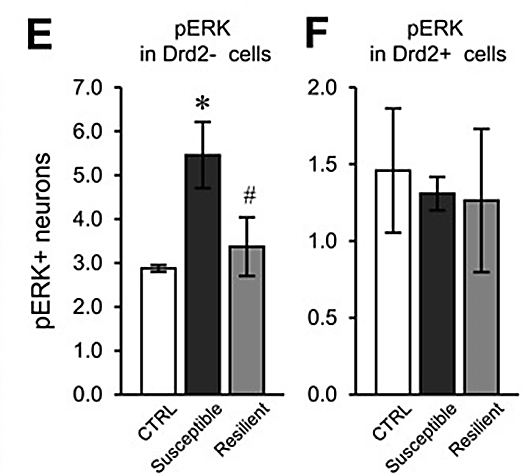 E
pERK
in Drd2- cells
pERK+ neurons
7.0
6.0
5.0
4.0
3.0
2.0
1.0
0.0
*
#
CTRL
Susceptible
Resilient
F
pERK
in Drd2+ cells
2.0
1.5
1.0
0.5
0.0
CTRL
Susceptible
Resilient